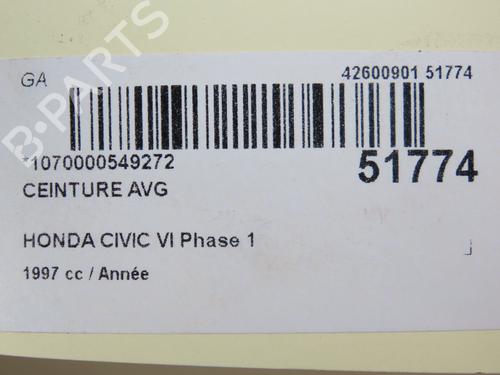 GA 42600901 51774
*1070000549272 51774
CEINTURE AVG
HONDA CIVIC VI Phase 1
1997 cc / Année
B-PARTS